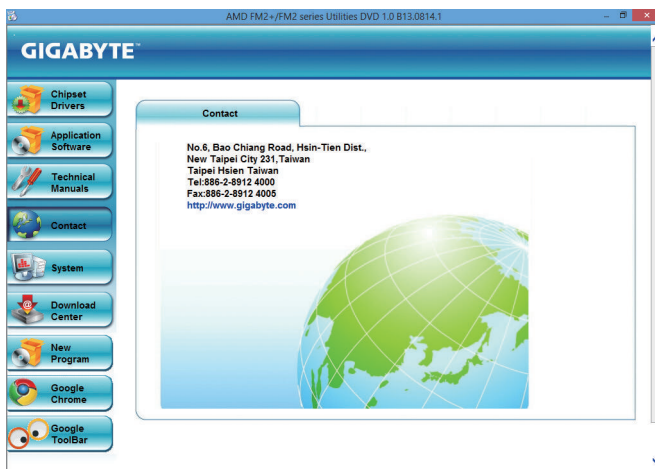 AMD FM2+/FM2 series Utilities DVD 1.0 B13.0814.1
GIGABYTE™
Chipset
Drivers
Application
Software
Technical
Manuals
Contact
System
Download
Center
New
Program
Google
Chrome
Google
ToolBar
Contact
No.6, Bao Chiang Road, Hsin-Tien Dist.,
New Taipei City 231,Taiwan
Taipei Hsien Taiwan
Tel:886-2-8912 4000
Fax:886-2-8912 4005
http://www.gigabyte.com